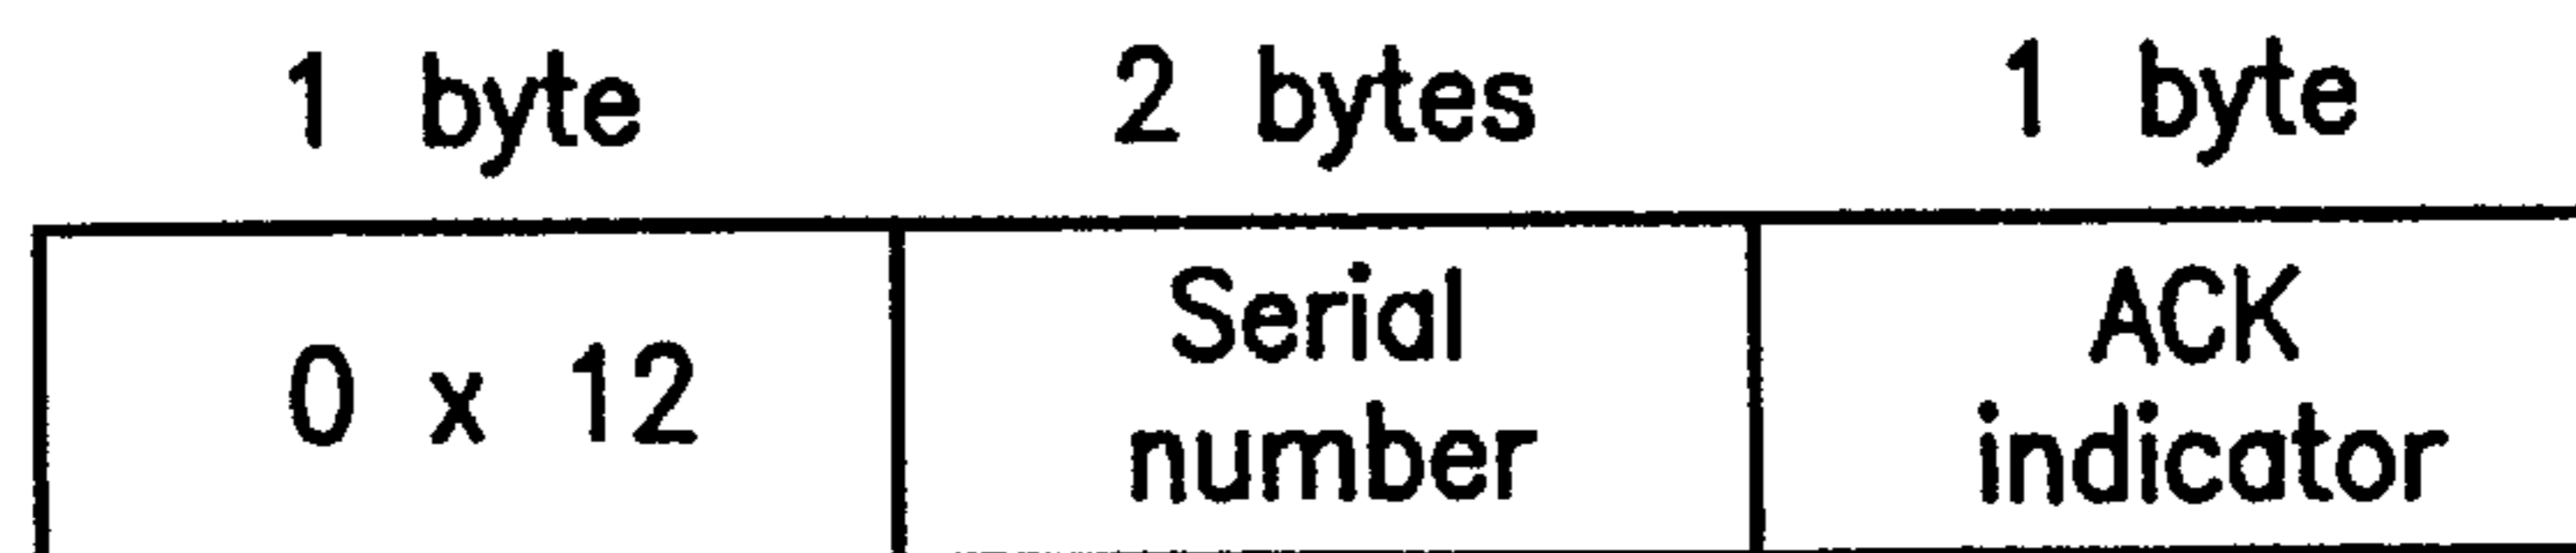 1 byte 2 bytes 1 byte
0 x 12 Serial number ACK indicator